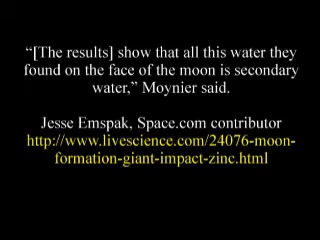 “[The results] show that all this water they
found on the face of the moon is secondary
water,” Moynier said.
Jesse Emspak, Space.com contributor
http://www.livescience.com/24076-moon-
formation-giant-impact-zinc.html